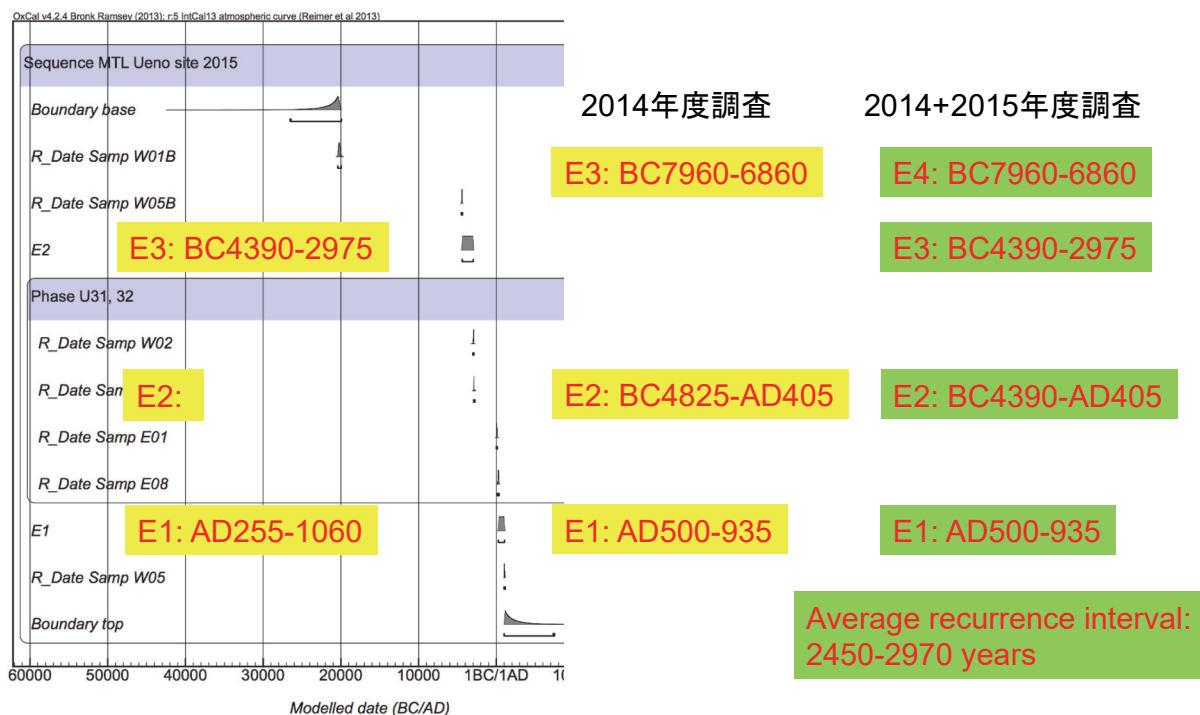 OxCal v4.2.4 Bronk Ramsey (2013); r:5 IntCal13 atmospheric curve (Reimer et al 2013)
Sequence MTL Ueno site 2015
Boundary base
2014年度調査
2014+2015年度調査
R_Date Samp W01B
E3: BC7960-6860
E4: BC7960-6860
R_Date Samp W05B
E2
E3: BC4390-2975
E3: BC4390-2975
Phase U31, 32
R_Date Samp W02
R_Date
E2:
E2: BC4825-AD405
E2: BC4390-AD405
R_Date Samp E01
R_Date Samp E08
E1
E1: AD255-1060
E1: AD500-935
E1: AD500-935
R_Date Samp W05
Boundary top
Average recurrence interval:
2450-2970 years
60000 50000 40000 30000 20000 10000 1BC/1AD
Modelled date (BC/AD)